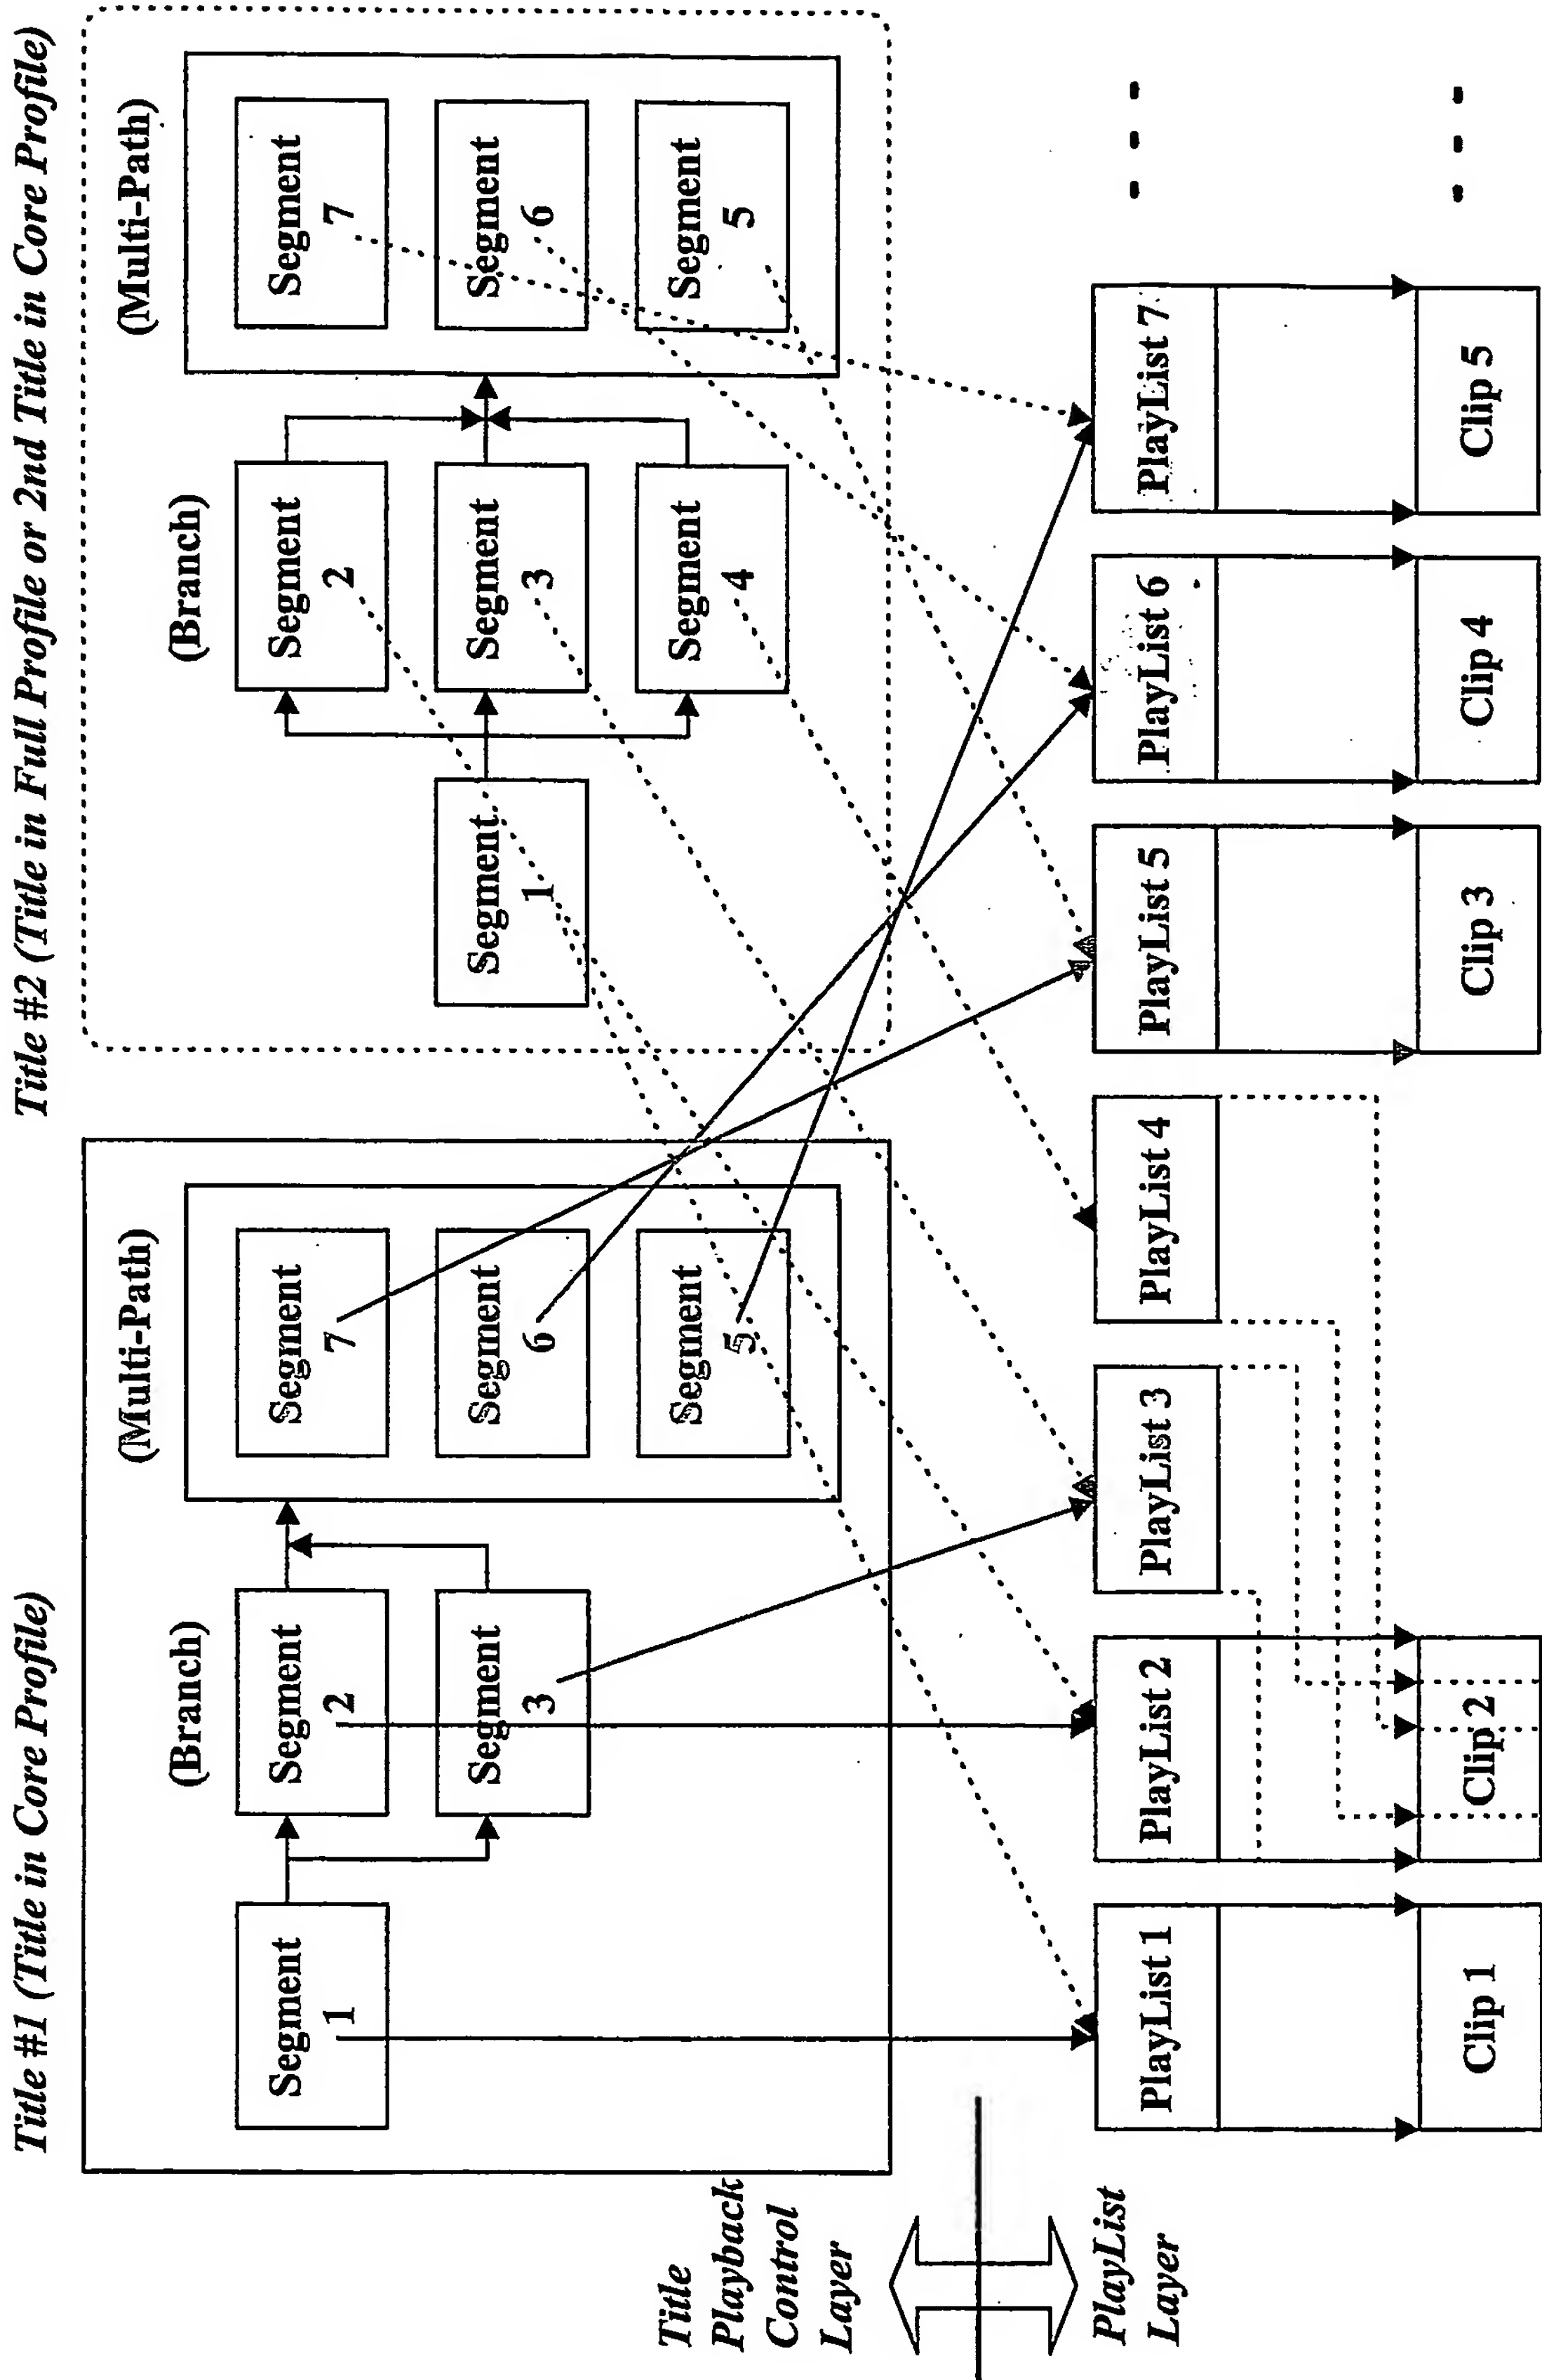 Title #1 (Title in Core Profile)
Title #2 (Title in Full Profile or 2nd Title in Core Profile)
(Multi-Path)
(Multi-Path)
(Branch)
(Branch)
Segment
1
Segment
2
Segment
7
Segment
3
Segment
6
Segment
5
Segment
2
Segment
7
Segment
1
Segment
3
Segment
6
Segment
4
Segment
5
Title
Playback
Control
Layer
PlayList
Layer
PlayList 1
PlayList 2
PlayList 3
PlayList 4
PlayList 5
PlayList 6
PlayList 7
Clip 1
Clip 2
Clip 3
Clip 4
Clip 5